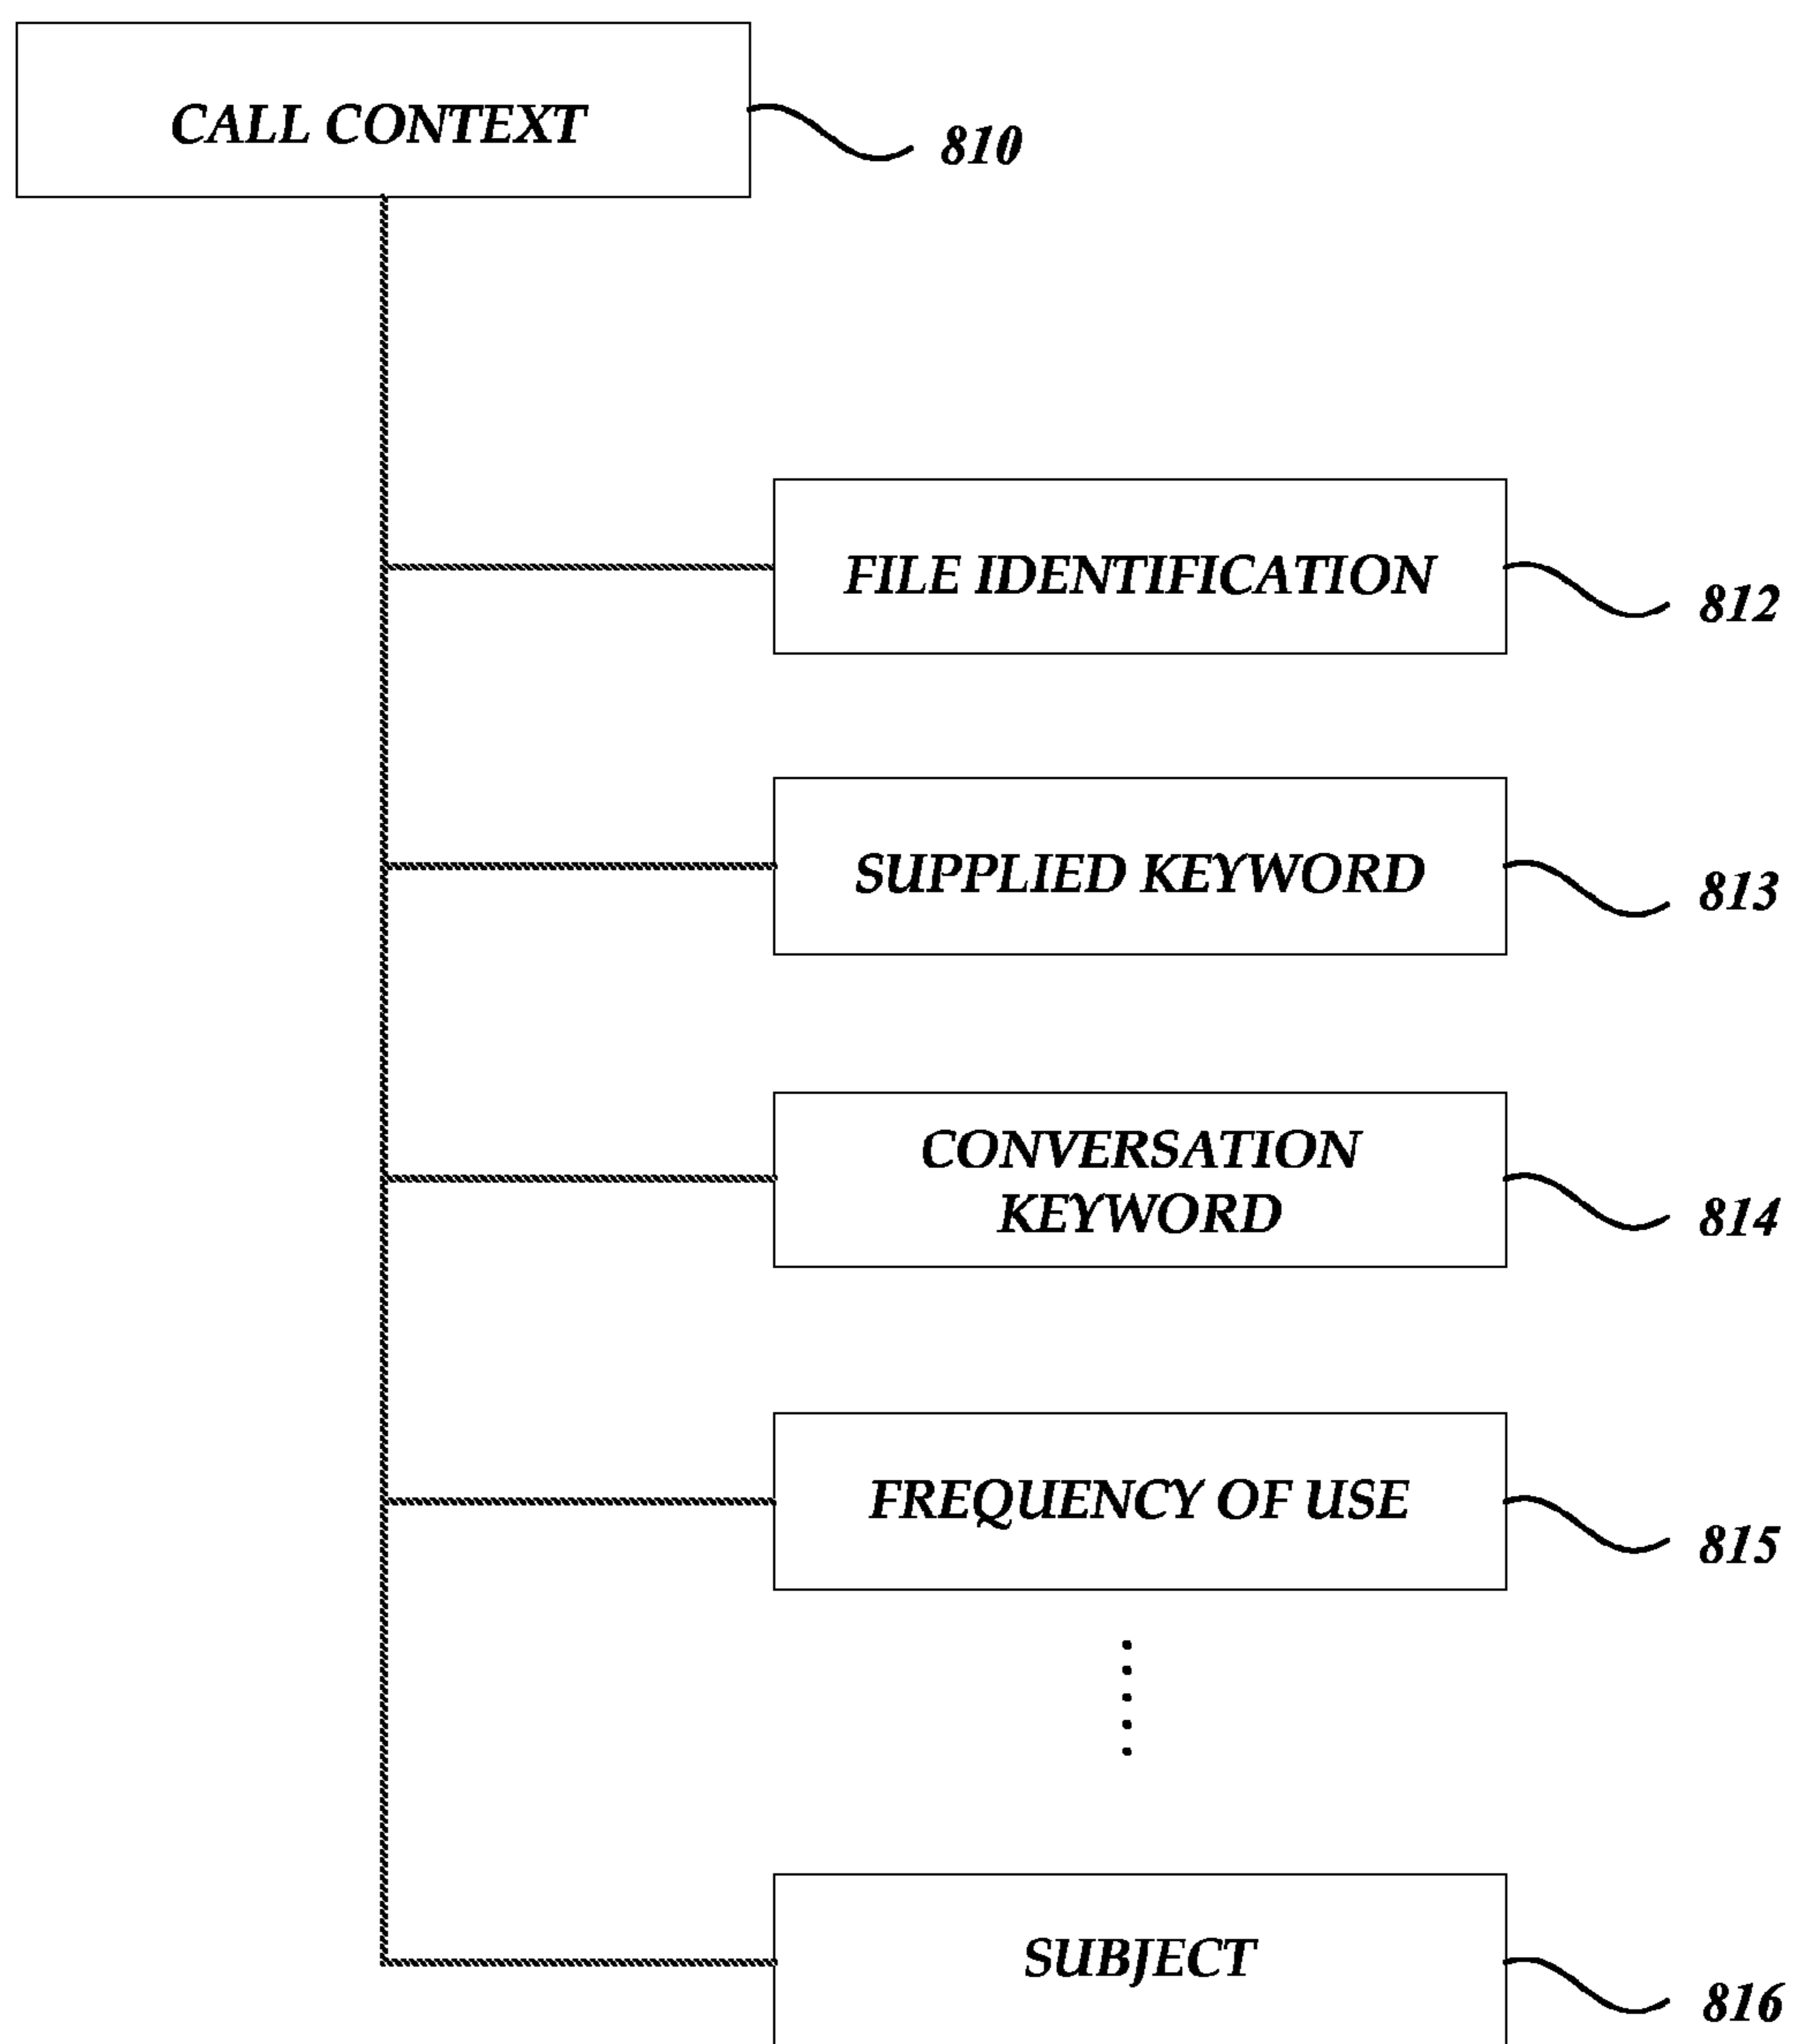 CALL CONTEXT
810
FILE IDENTIFICATION
812
SUPPLIED KEYWORD
813
CONVERSATION
KEYWORD
814
FREQUENCY OF USE
815
SUBJECT
816